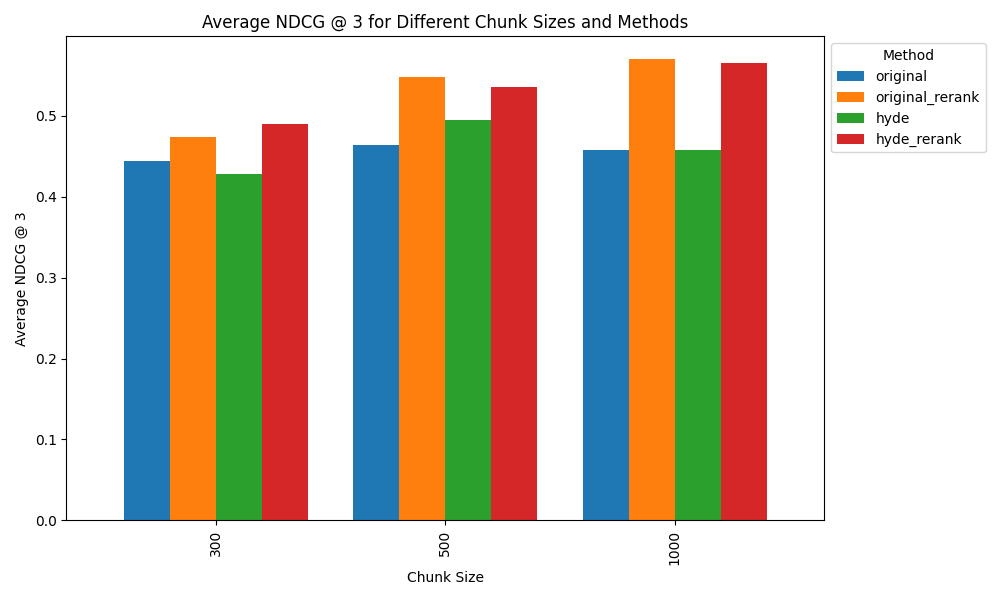 Average NDCG @ 3 for Different Chunk Sizes and Methods
Method
original
original_rerank
hyde
hyde_rerank
0.5
0.4
0.3
0.2
0.1
0.0
Average NDCG @ 3
300
500
1000
Chunk Size